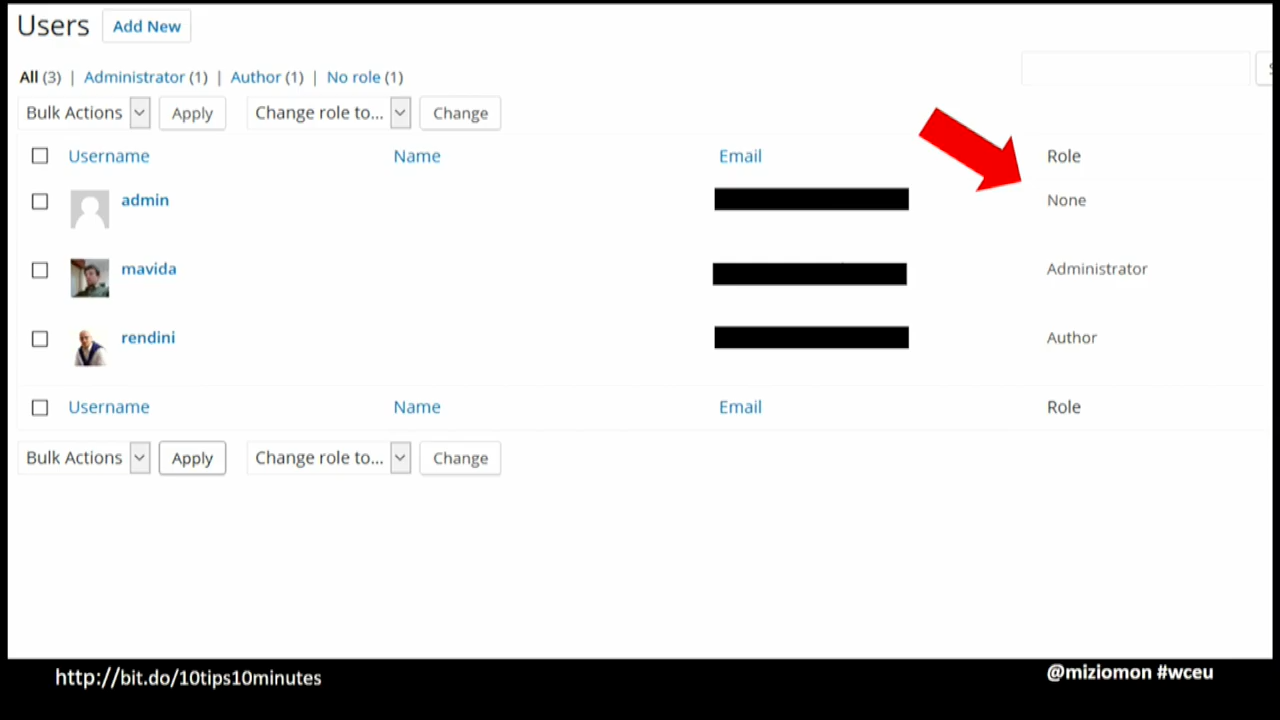 Users Add New
All (3) | Administrator (1) | Author (1) | No role (1)
Bulk Actions Apply Change role to... Change
Username Name Email Role
admin None
mavida Administrator
rendini Author
Username Name Email Role
Bulk Actions Apply Change role to... Change
http://bit.do/10tips10minutes @miziomon #wceu